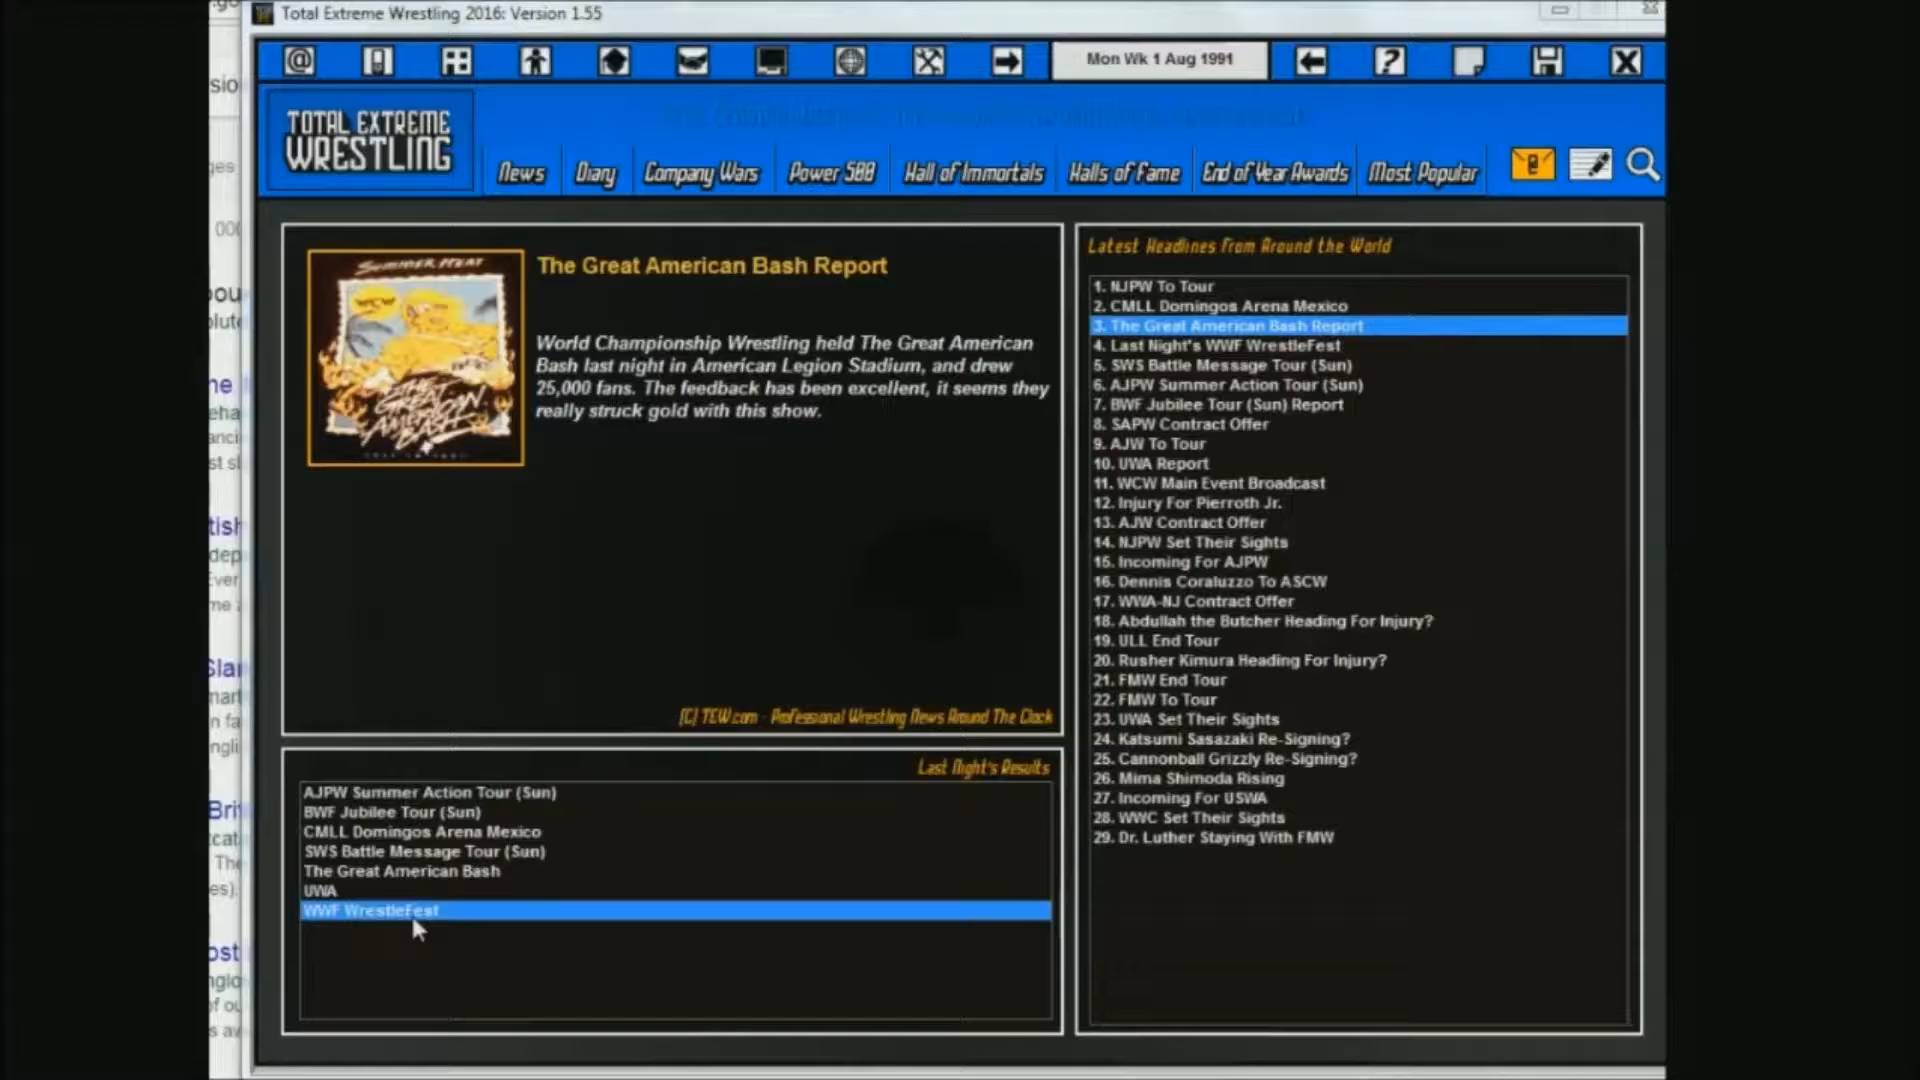 Total Extreme Wrestling 2016: Version 1.55
Mon Wk 1 Aug 1991
TOTAL EXTREME
WRESTLING
News
Diary
Company Wars
Power 500
Hall of Immortals
Halls of Fame
End of Year Awards
Most Popular
The Great American Bash Report
SUMMER HEAT
THE
GREAT
AMERICAN
BASH
World Championship Wrestling held The Great American
Bash last night in American Legion Stadium, and drew
25,000 fans. The feedback has been excellent, it seems they
really struck gold with this show.
(C) TEW.com - Professional Wrestling News Around The Clock
Last Night's Results
AJPW Summer Action Tour (Sun)
BWF Jubilee Tour (Sun)
CMLL Domingos Arena Mexico
SWS Battle Message Tour (Sun)
The Great American Bash
UWA
WWF WrestleFest
Latest Headlines From Around the World
1. NJPW To Tour
2. CMLL Domingos Arena Mexico
3. The Great American Bash Report
4. Last Night's WWF WrestleFest
5. SWS Battle Message Tour (Sun)
6. AJPW Summer Action Tour (Sun)
7. BWF Jubilee Tour (Sun) Report
8. SAPW Contract Offer
9. AJW To Tour
10. UWA Report
11. WCW Main Event Broadcast
12. Injury For Pierroth Jr.
13. AJW Contract Offer
14. NJPW Set Their Sights
15. Incoming For AJPW
16. Dennis Coraluzzo To ASCW
17. WWA-NJ Contract Offer
18. Abdullah the Butcher Heading For Injury?
19. ULL End Tour
20. Rusher Kimura Heading For Injury?
21. FMW End Tour
22. FMW To Tour
23. UWA Set Their Sights
24. Katsumi Sasazaki Re-Signing?
25. Cannonball Grizzly Re-Signing?
26. Mima Shimoda Rising
27. Incoming For USWA
28. WWC Set Their Sights
29. Dr. Luther Staying With FMW